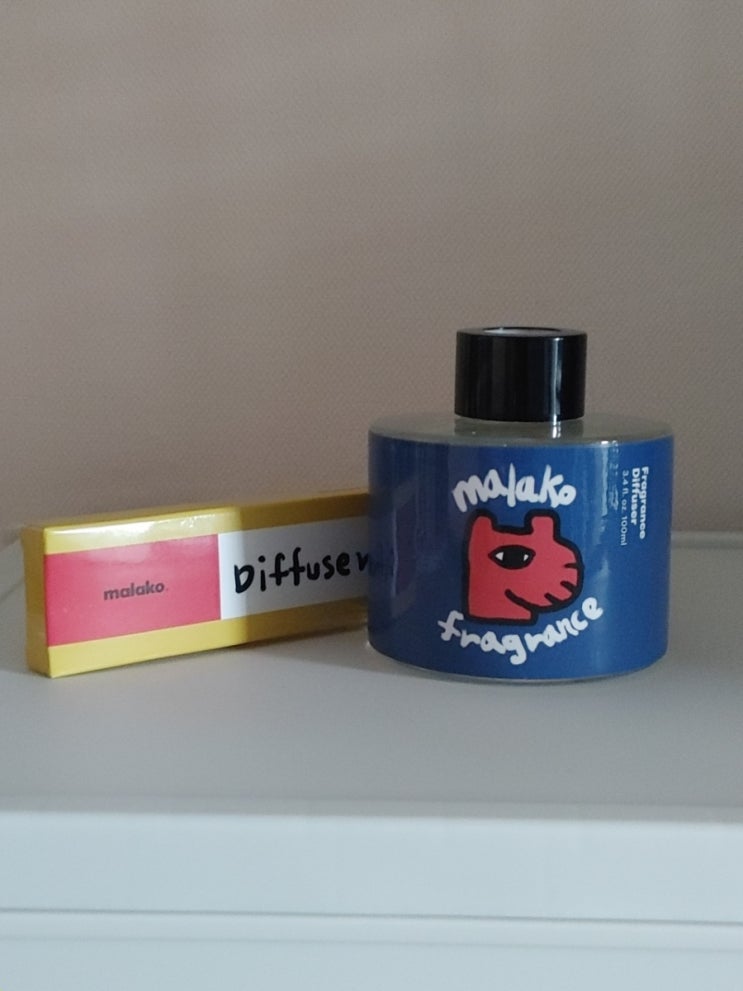 malako.
Diffuser
malako
fragrance
Fragrance
Diffuser
3.4 fl. oz. 100ml